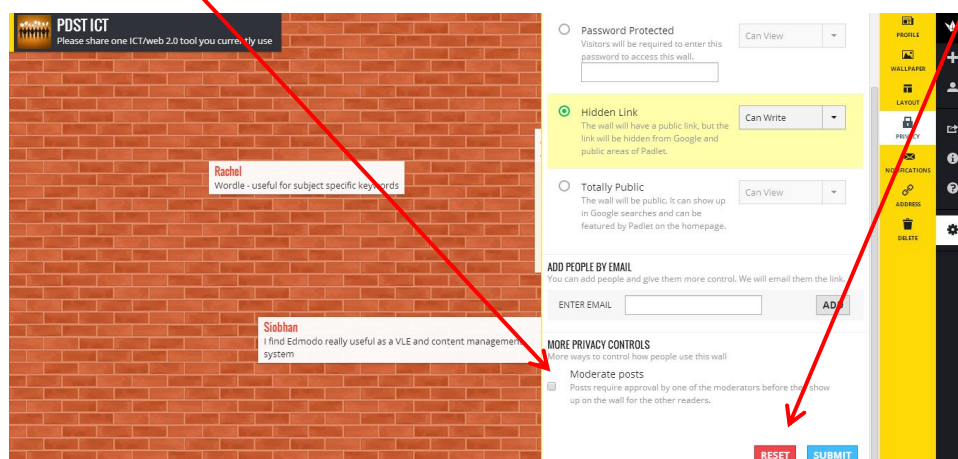 PDST ICT
Please share one ICT/web 2.0 tool you currently use
Rachel
Wordle - useful for subject specific keywords
Siobhan
I find Edmodo really useful as a VLE and content management
system
Password Protected
Visitors will be required to enter this
password to access this wall.
Can View
Hidden Link
The wall will have a public link, but the
link will be hidden from Google and
public areas of Padlet.
Can Write
Totally Public
The wall will be public. It can show up
in Google searches and can be
featured by Padlet on the homepage.
Can View
ADD PEOPLE BY EMAIL
You can add people and give them more control. We will email them the link.
ENTER EMAIL
ADD
MORE PRIVACY CONTROLS
More ways to control how people use this wall
Moderate posts
Posts require approval by one of the moderators before they show
up on the wall for the other readers.
RESET
SUBMIT
PROFILE
WALLPAPER
LAYOUT
PRIVACY
NOTIFICATIONS
ADDRESS
DELETE